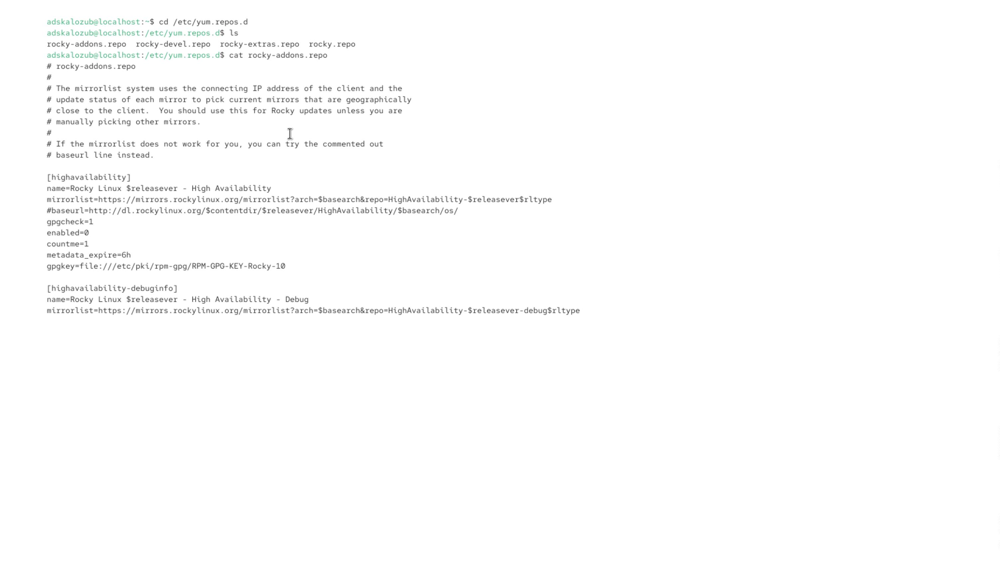 adskalozub@localhost:~$ cd /etc/yum.repos.d
adskalozub@localhost:/etc/yum.repos.d$ ls
rocky-addons.repo  rocky-devel.repo  rocky-extras.repo  rocky.repo
adskalozub@localhost:/etc/yum.repos.d$ cat rocky-addons.repo
# rocky-addons.repo
#
# The mirrorlist system uses the connecting IP address of the client and the
# update status of each mirror to pick current mirrors that are geographically
# close to the client.  You should use this for Rocky updates unless you are
# manually picking other mirrors.
#
# If the mirrorlist does not work for you, you can try the commented out
# baseurl line instead.

[highavailability]
name=Rocky Linux $releasever - High Availability
mirrorlist=https://mirrors.rockylinux.org/mirrorlist?arch=$basearch&repo=HighAvailability-$releasever$rltype
#baseurl=http://dl.rockylinux.org/$contentdir/$releasever/HighAvailability/$basearch/os/
gpgcheck=1
enabled=0
countme=1
metadata_expire=6h
gpgkey=file:///etc/pki/rpm-gpg/RPM-GPG-KEY-Rocky-10

[highavailability-debuginfo]
name=Rocky Linux $releasever - High Availability - Debug
mirrorlist=https://mirrors.rockylinux.org/mirrorlist?arch=$basearch&repo=HighAvailability-$releasever-debug$rltype